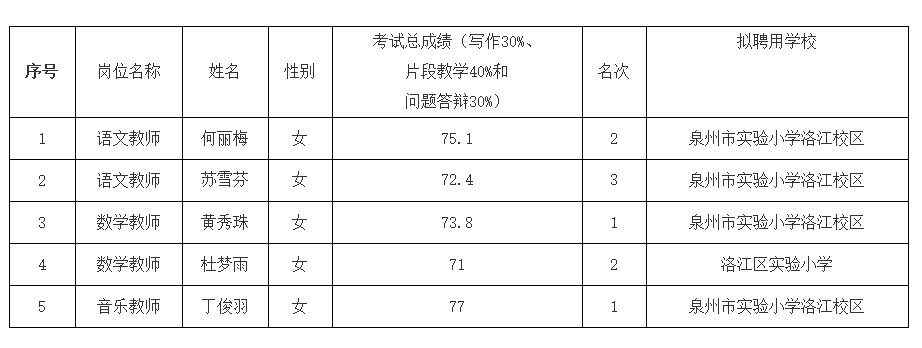 序号 岗位名称 姓名 性别 考试总成绩（写作30%、片段教学40%和问题答辩30%） 名次 拟聘用学校
1 语文教师 何丽梅 女 75.1 2 泉州市实验小学洛江校区
2 语文教师 苏雪芬 女 72.4 3 泉州市实验小学洛江校区
3 数学教师 黄秀珠 女 73.8 1 泉州市实验小学洛江校区
4 数学教师 杜梦雨 女 71 2 洛江区实验小学
5 音乐教师 丁俊羽 女 77 1 泉州市实验小学洛江校区